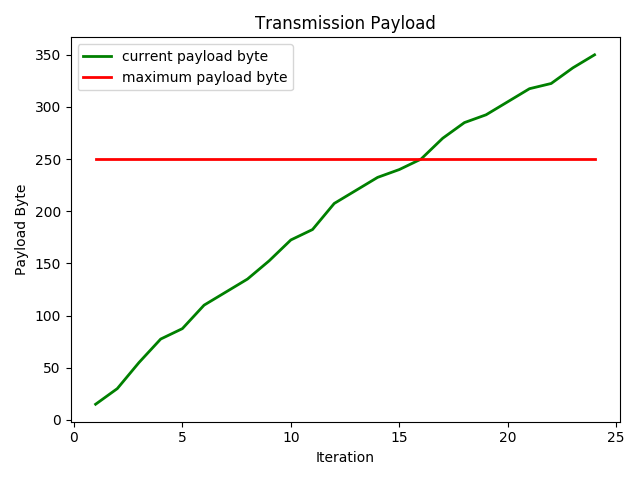 Transmission Payload
current payload byte
maximum payload byte
Payload Byte
350
300
250
200
150
100
50
0
0 5 10 15 20 25
Iteration